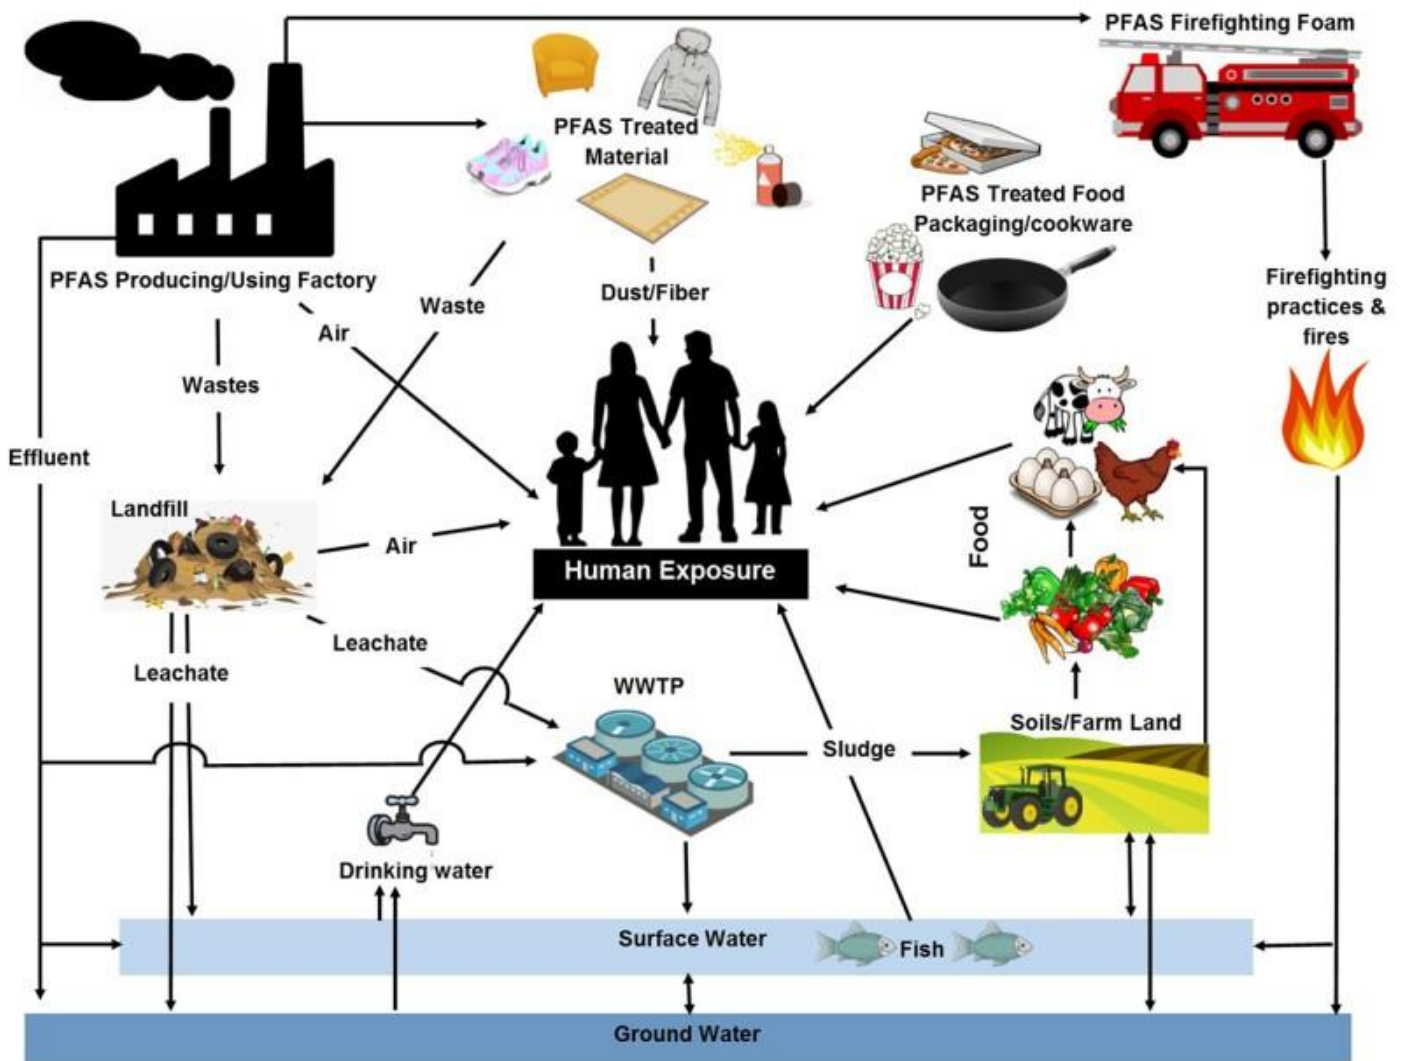 PFAS Firefighting Foam
PFAS Treated
Material
PFAS Treated Food
Packaging/cookware
PFAS Producing/Using Factory
Firefighting
practices &
fires
Dust/Fiber
Waste
Air
Wastes
Effluent
Landfill
Air
Human Exposure
Food
Leachate
Leachate
WWTP
Soils/Farm Land
Sludge
Drinking water
Surface Water
Fish
Ground Water